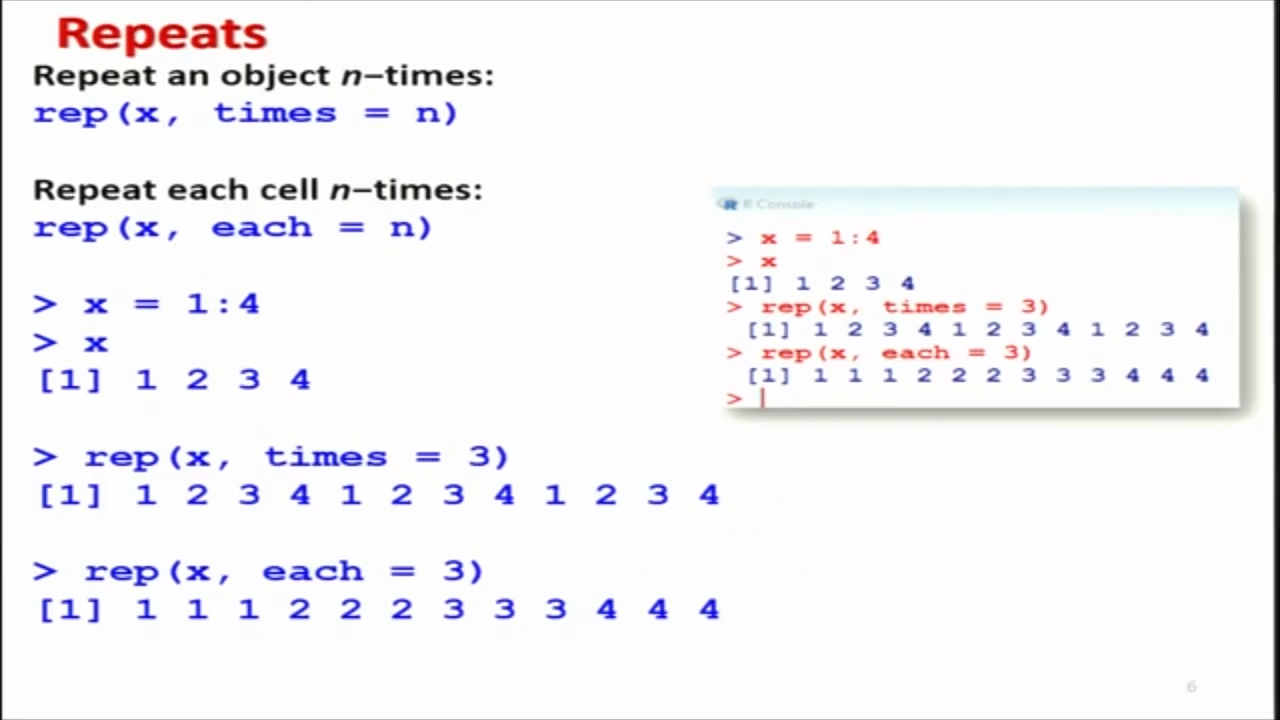 Repeats
Repeat an object n–times:
rep(x, times = n)
Repeat each cell n–times:
rep(x, each = n)
> x = 1:4
> x
[1] 1 2 3 4
> rep(x, times = 3)
[1] 1 2 3 4 1 2 3 4 1 2 3 4
> rep(x, each = 3)
[1] 1 1 1 2 2 2 3 3 3 4 4 4
R Console
> x = 1:4
> x
[1] 1 2 3 4
> rep(x, times = 3)
[1] 1 2 3 4 1 2 3 4 1 2 3 4
> rep(x, each = 3)
[1] 1 1 1 2 2 2 3 3 3 4 4 4
>
6